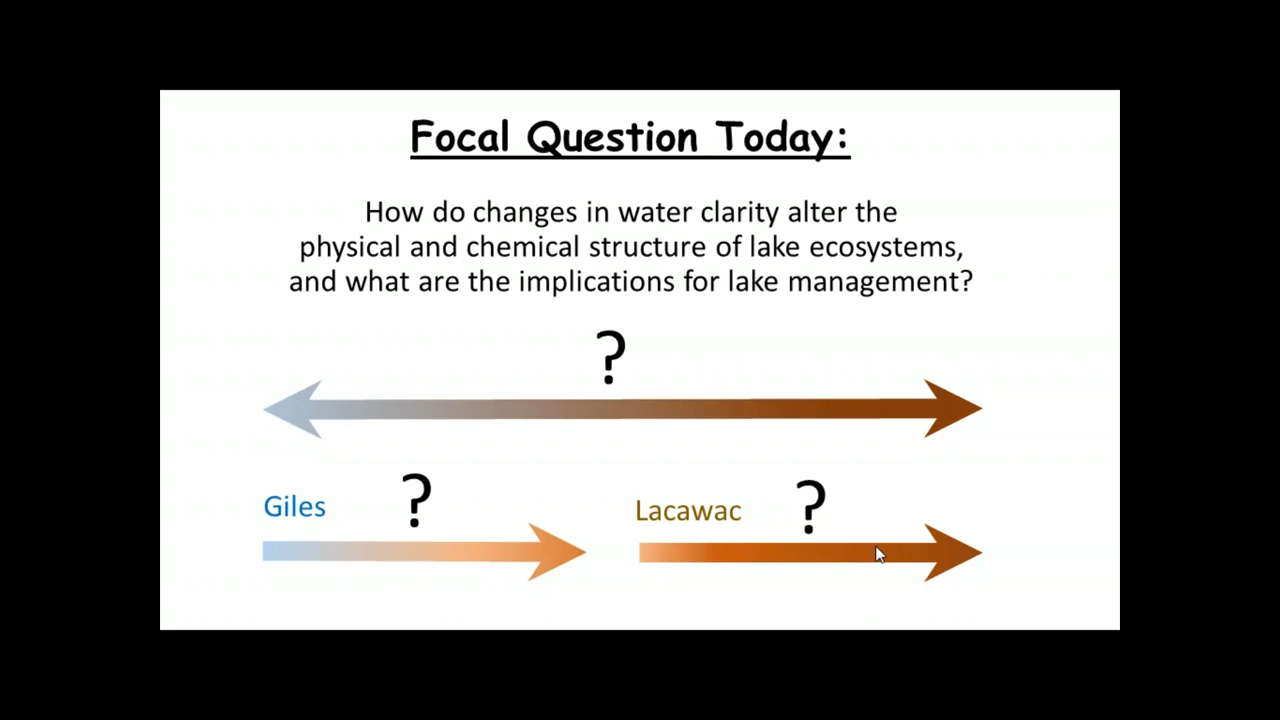 Focal Question Today:
How do changes in water clarity alter the
physical and chemical structure of lake ecosystems,
and what are the implications for lake management?
?
Giles
?
Lacawac
?